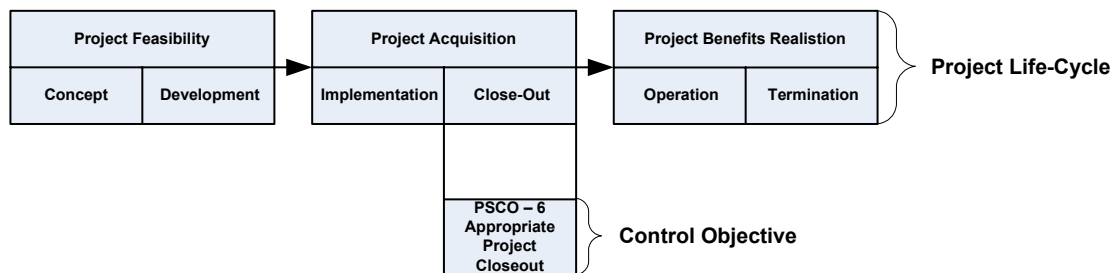 Project Feasibility
Project Acquisition
Project Benefits Realistion
Project Life-Cycle
Concept
Development
Implementation
Close-Out
Operation
Termination
PSCO – 6
Appropriate
Project
Closeout
Control Objective